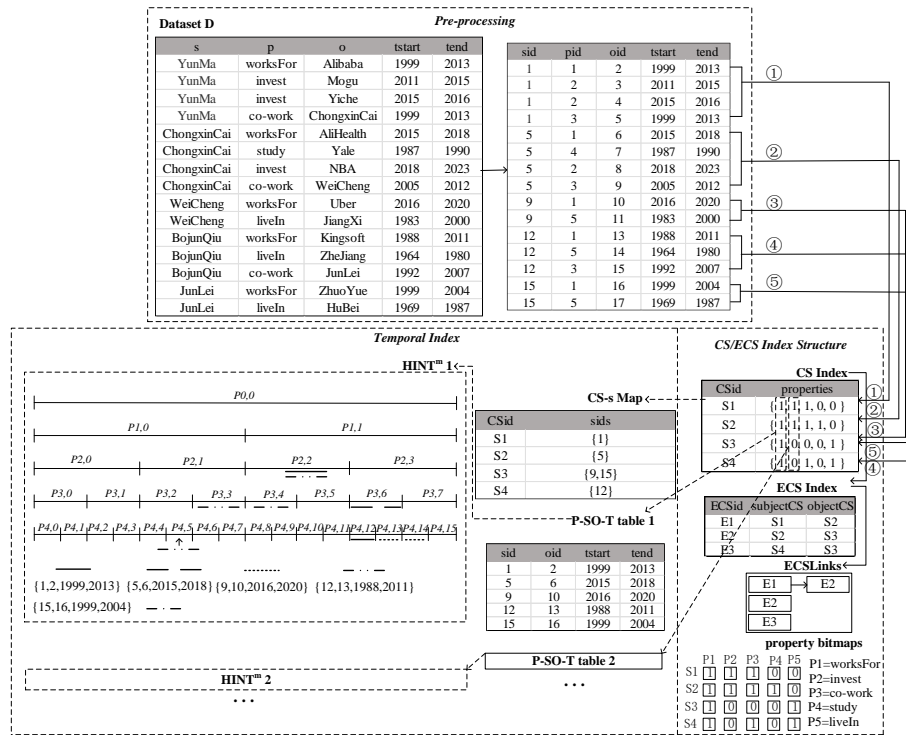 Pre-processing
Dataset D
s p o tstart tend
YunMa worksFor Alibaba 1999 2013
YunMa invest Mogu 2011 2015
YunMa invest Yiche 2015 2016
YunMa co-work ChongxinCai 1999 2013
ChongxinCai worksFor AliHealth 2015 2018
ChongxinCai study Yale 1987 1990
ChongxinCai invest NBA 2018 2023
ChongxinCai co-work WeiCheng 2005 2012
WeiCheng worksFor Uber 2016 2020
WeiCheng liveIn JiangXi 1983 2000
BojunQiu worksFor Kingsoft 1988 2011
BojunQiu liveIn ZheJiang 1964 1980
BojunQiu co-work JunLei 1992 2007
JunLei worksFor ZhuoYue 1999 2004
JunLei liveIn HuBei 1969 1987
sid pid oid tstart tend
1 1 2 1999 2013
1 2 3 2011 2015
1 2 4 2015 2016
1 3 5 1999 2013
5 1 6 2015 2018
5 4 7 1987 1990
5 2 8 2018 2023
5 3 9 2005 2012
9 1 10 2016 2020
9 5 11 1983 2000
12 1 13 1988 2011
12 5 14 1964 1980
12 3 15 1992 2007
15 1 16 1999 2004
15 5 17 1969 1987
①
②
③
④
⑤
Temporal Index
HINTᵐ 1
P0,0
P1,0 P1,1
P2,0 P2,1 P2,2 P2,3
P3,0 P3,1 P3,2 P3,3 P3,4 P3,5 P3,6 P3,7
P4,0 P4,1 P4,2 P4,3 P4,4 P4,5 P4,6 P4,7 P4,8 P4,9 P4,10 P4,11 P4,12 P4,13 P4,14 P4,15
{1,2,1999,2013} {5,6,2015,2018} {9,10,2016,2020} {12,13,1988,2011}
{15,16,1999,2004}
HINTᵐ 2
...
CS-s Map
CSid sids
S1 {1}
S2 {5}
S3 {9,15}
S4 {12}
P-SO-T table 1
sid oid tstart tend
1 2 1999 2013
5 6 2015 2018
9 10 2016 2020
12 13 1988 2011
15 16 1999 2004
P-SO-T table 2
...
CS/ECS Index Structure
CS Index
CSid properties
S1 { 1, 1, 1, 0, 0 }
S2 { 1, 1, 1, 1, 0 }
S3 { 1, 0, 0, 0, 1 }
S4 { 1, 0, 1, 0, 1 }
①
②
③
⑤
④
ECS Index
ECSid subjectCS objectCS
E1 S1 S2
E2 S2 S3
E3 S4 S3
ECSLinks
E1 E2
E2
E3
property bitmaps
P1 P2 P3 P4 P5
S1 1 1 1 0 0
S2 1 1 1 1 0
S3 1 0 0 0 1
S4 1 0 1 0 1
P1=worksFor
P2=invest
P3=co-work
P4=study
P5=liveIn